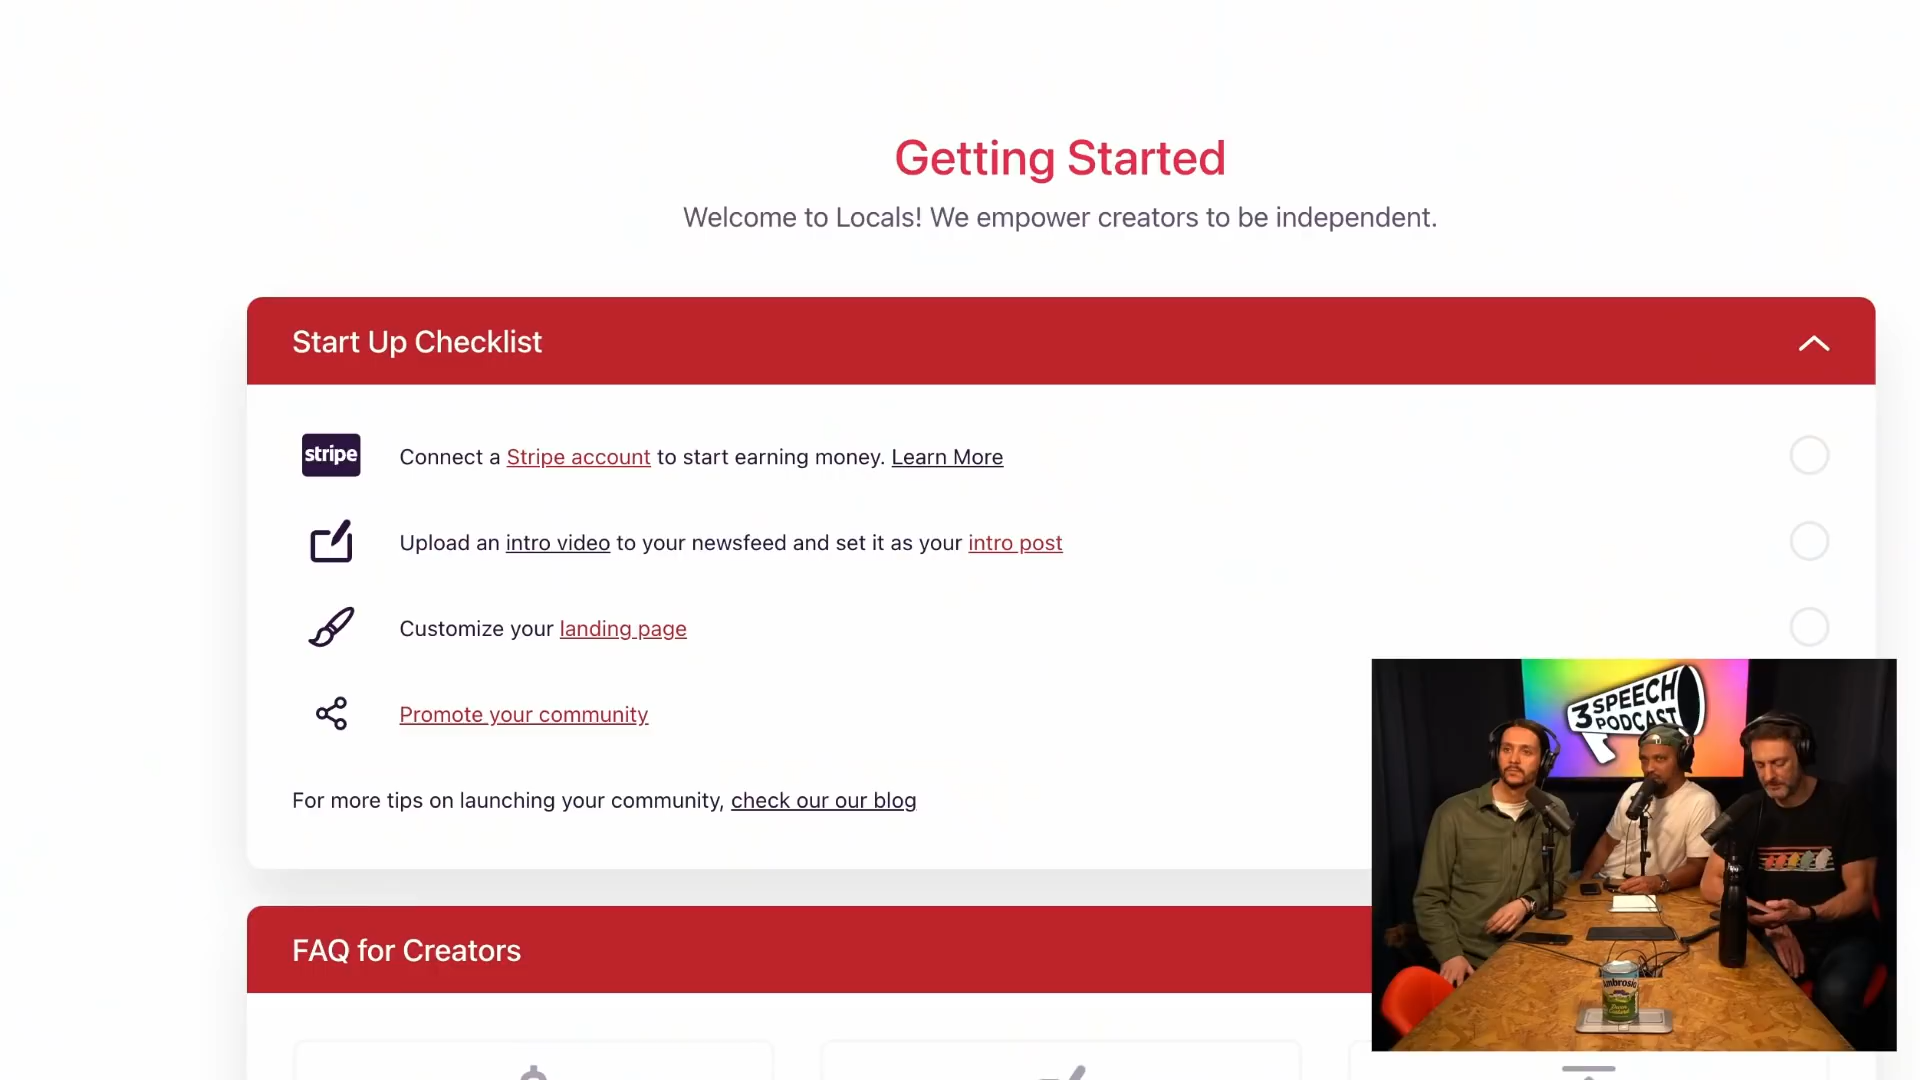 Getting Started
Welcome to Locals! We empower creators to be independent.
Start Up Checklist
stripe
Connect a Stripe account to start earning money. Learn More
Upload an intro video to your newsfeed and set it as your intro post
Customize your landing page
Promote your community
For more tips on launching your community, check our our blog
FAQ for Creators
3 SPEECH
PODCAST
Ambrosia